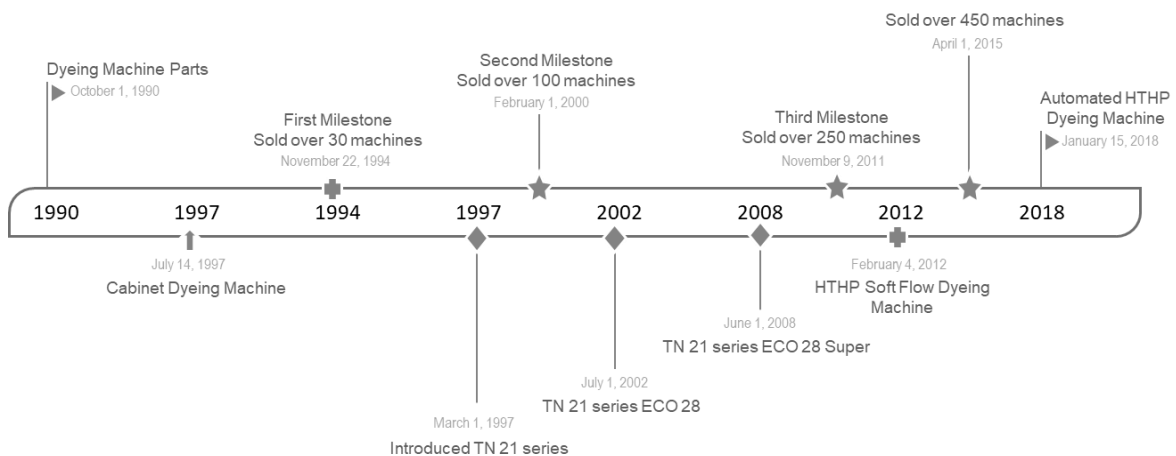 Sold over 450 machines
April 1, 2015
Second Milestone
Sold over 100 machines
February 1, 2000
Dyeing Machine Parts
October 1, 1990
Automated HTHP
Dyeing Machine
January 15, 2018
First Milestone
Sold over 30 machines
November 22, 1994
Third Milestone
Sold over 250 machines
November 9, 2011
1990 1997 1994 1997 2002 2008 2012 2018
July 14, 1997
Cabinet Dyeing Machine
February 4, 2012
HTHP Soft Flow Dyeing
Machine
June 1, 2008
TN 21 series ECO 28 Super
July 1, 2002
TN 21 series ECO 28
March 1, 1997
Introduced TN 21 series